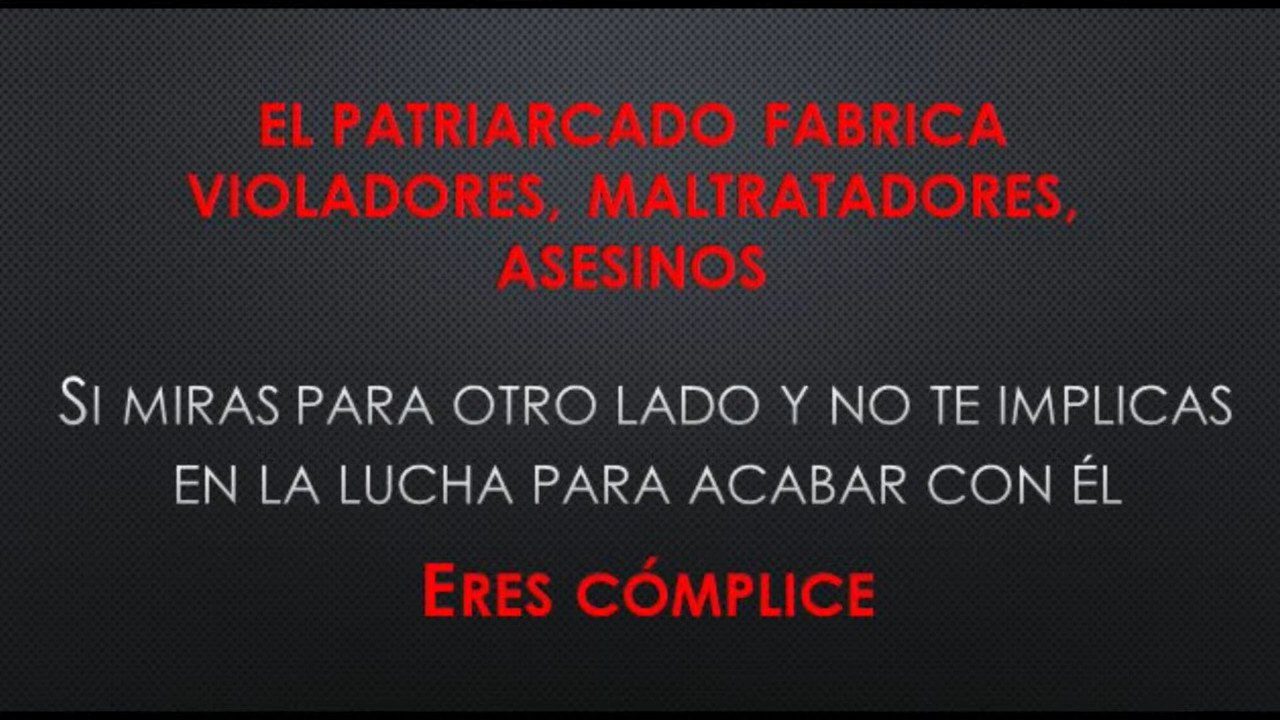 EL PATRIARCADO FABRICA
VIOLADORES, MALTRATADORES,
ASESINOS
SI MIRAS PARA OTRO LADO Y NO TE IMPLICAS
EN LA LUCHA PARA ACABAR CON ÉL
ERES CÓMPLICE